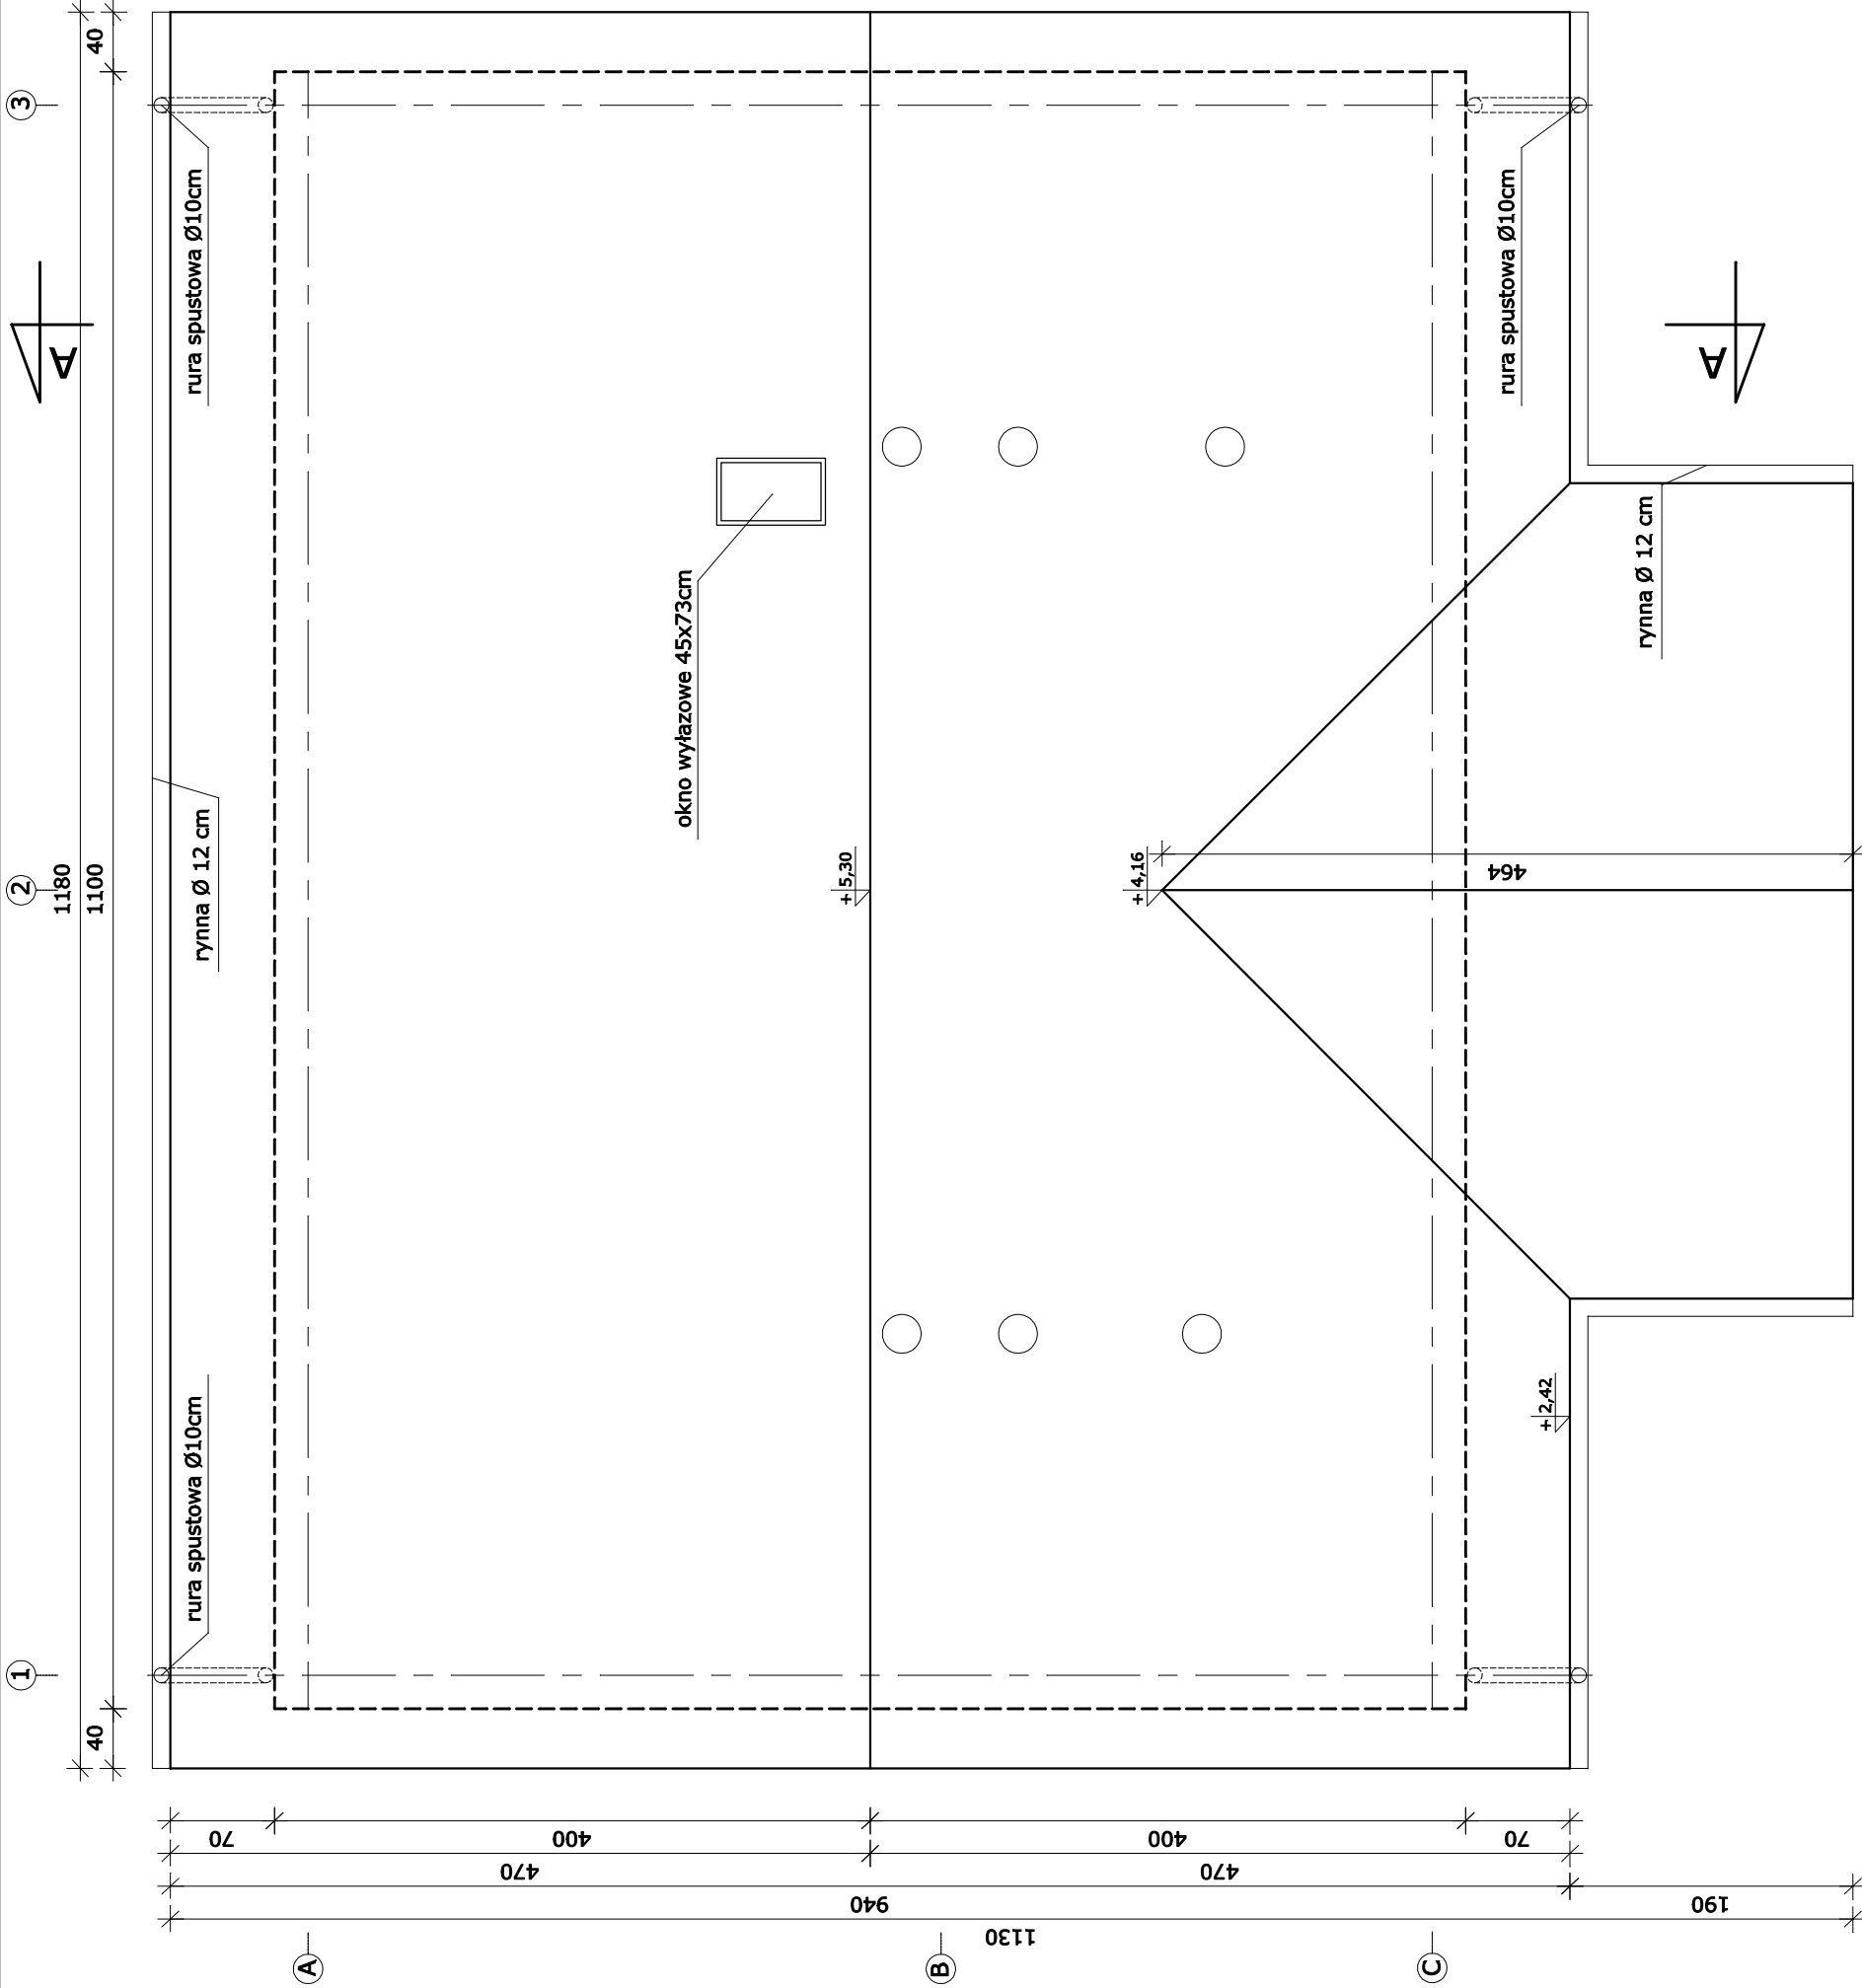 3
2
1
40
1180
1100
40
A
rura spustowa Ø10cm
rura spustowa Ø10cm
A
okno wyłazowe 45x73cm
rynna Ø 12 cm
rynna Ø 12 cm
+ 5,30
+ 4,16
464
+ 2,42
rura spustowa Ø10cm
70
400
400
70
470
470
940
190
1130
A
B
C